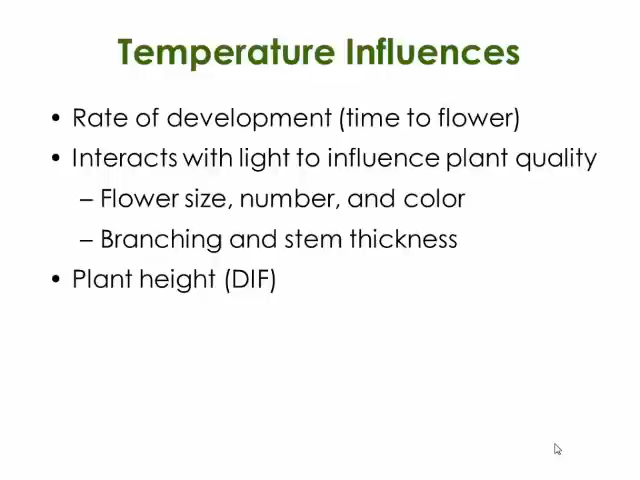 Temperature Influences
• Rate of development (time to flower)
• Interacts with light to influence plant quality
– Flower size, number, and color
– Branching and stem thickness
• Plant height (DIF)